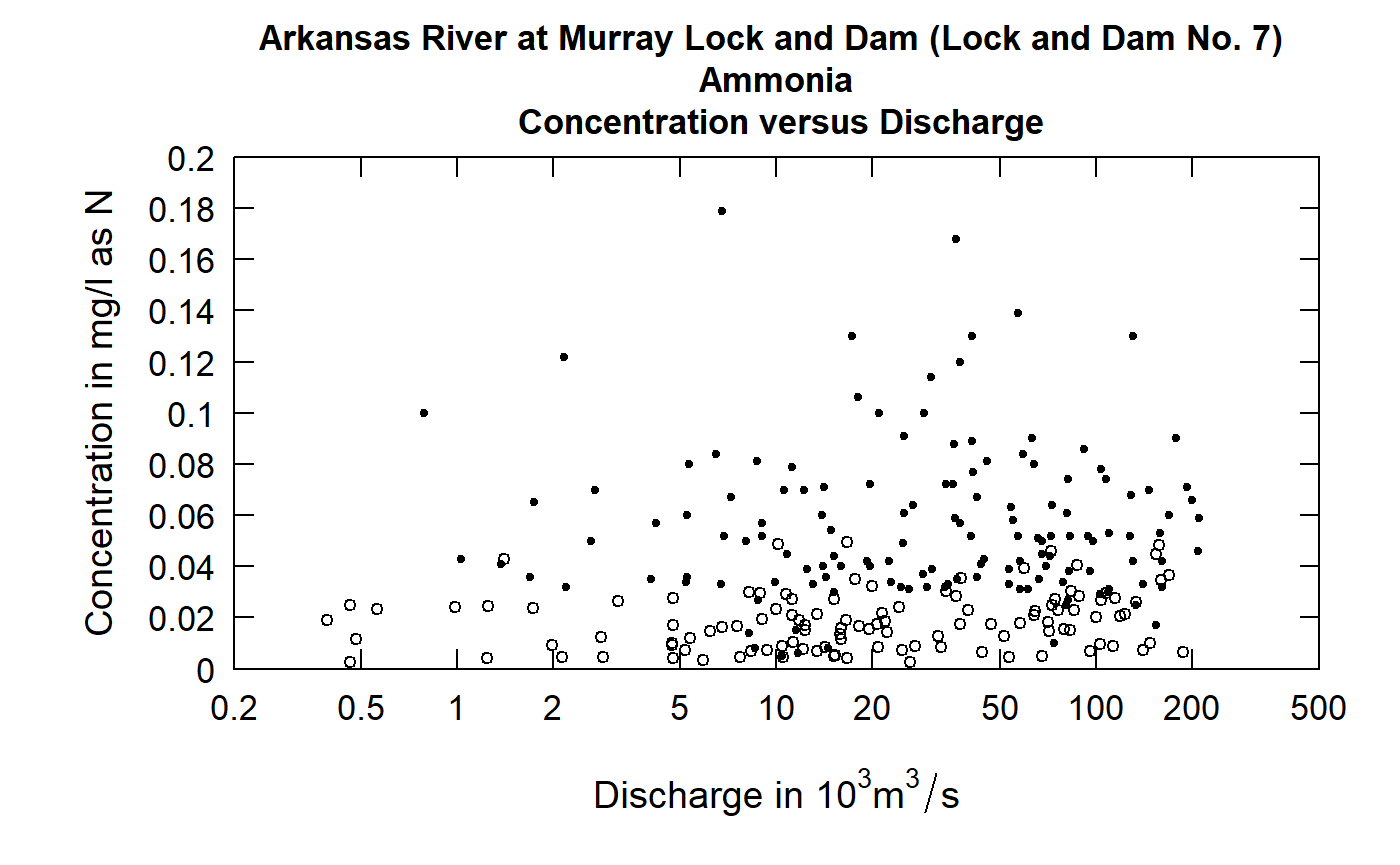 Arkansas River at Murray Lock and Dam (Lock and Dam No. 7)
Ammonia
Concentration versus Discharge
Concentration in mg/l as N
0.2
0.18
0.16
0.14
0.12
0.1
0.08
0.06
0.04
0.02
0
0.2 0.5 1 2 5 10 20 50 100 200 500
Discharge in 10³m³/s